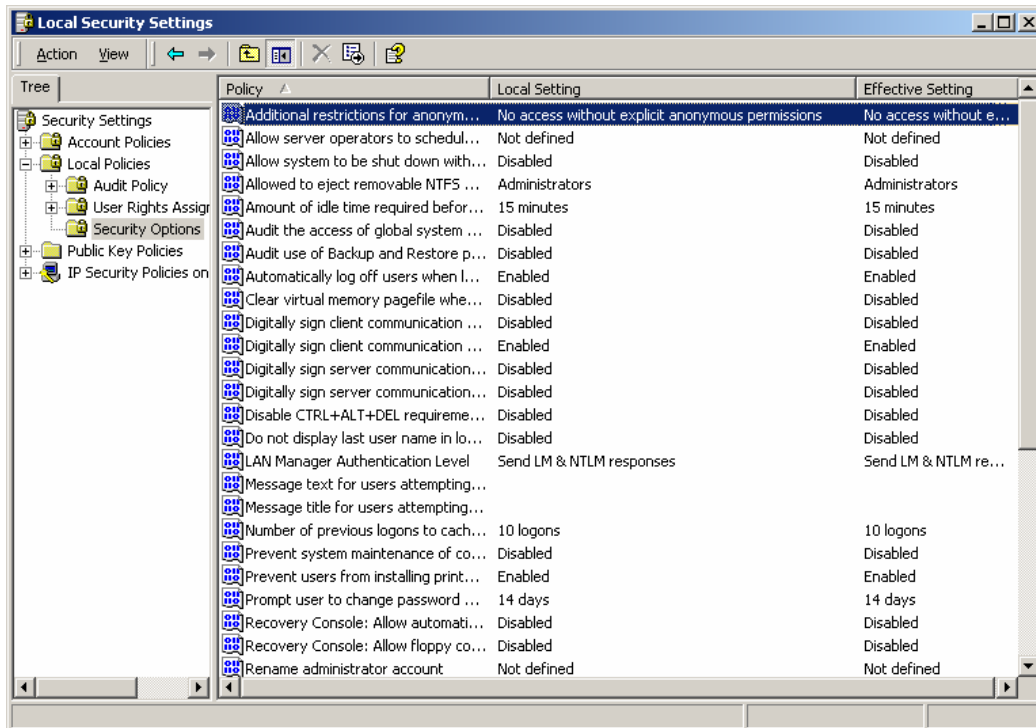 Local Security Settings
Action View
Tree
Policy Local Setting Effective Setting
Security Settings
Account Policies
Local Policies
Audit Policy
User Rights Assigr
Security Options
Public Key Policies
IP Security Policies on
Additional restrictions for anonym... No access without explicit anonymous permissions No access without e...
Allow server operators to schedul... Not defined Not defined
Allow system to be shut down with... Disabled Disabled
Allowed to eject removable NTFS ... Administrators Administrators
Amount of idle time required befor... 15 minutes 15 minutes
Audit the access of global system ... Disabled Disabled
Audit use of Backup and Restore p... Disabled Disabled
Automatically log off users when l... Enabled Enabled
Clear virtual memory pagefile whe... Disabled Disabled
Digitally sign client communication ... Disabled Disabled
Digitally sign client communication ... Enabled Enabled
Digitally sign server communication... Disabled Disabled
Digitally sign server communication... Disabled Disabled
Disable CTRL+ALT+DEL requireme... Disabled Disabled
Do not display last user name in lo... Disabled Disabled
LAN Manager Authentication Level Send LM & NTLM responses Send LM & NTLM re...
Message text for users attempting...
Message title for users attempting...
Number of previous logons to cach... 10 logons 10 logons
Prevent system maintenance of co... Disabled Disabled
Prevent users from installing print... Enabled Enabled
Prompt user to change password ... 14 days 14 days
Recovery Console: Allow automati... Disabled Disabled
Recovery Console: Allow floppy co... Disabled Disabled
Rename administrator account Not defined Not defined